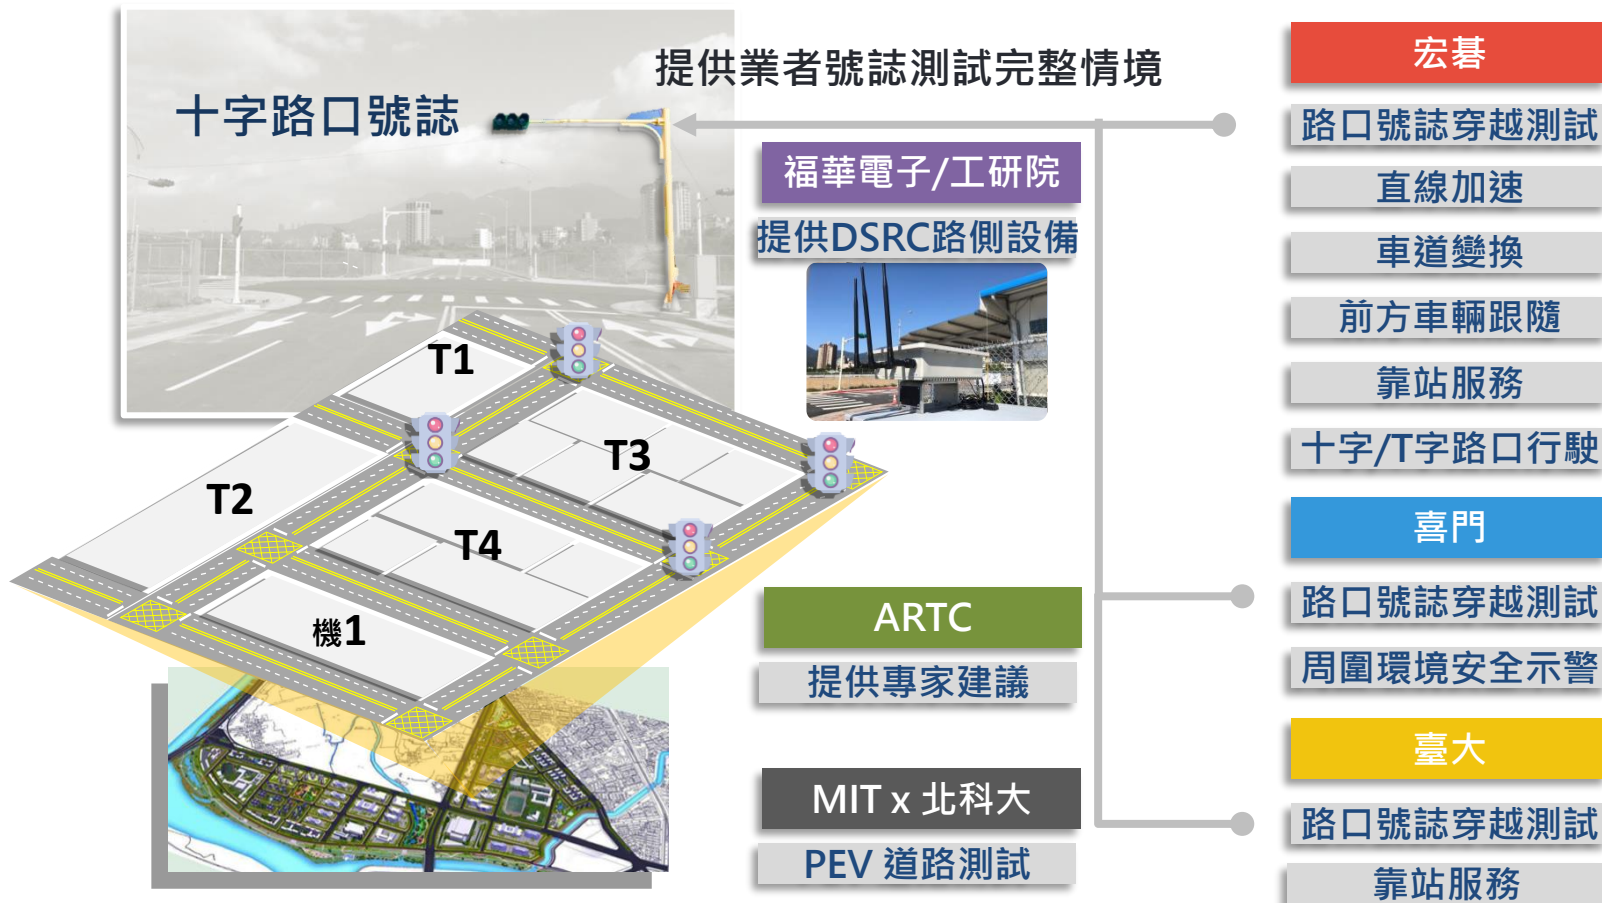 提供業者號誌測試完整情境
十字路口號誌
福華電子/工研院
提供DSRC路側設備
T1
T2
T3
T4
機1
ARTC
提供專家建議
MIT x 北科大
PEV 道路測試
宏碁
路口號誌穿越測試
直線加速
車道變換
前方車輛跟隨
靠站服務
十字/T字路口行駛
喜門
路口號誌穿越測試
周圍環境安全示警
臺大
路口號誌穿越測試
靠站服務